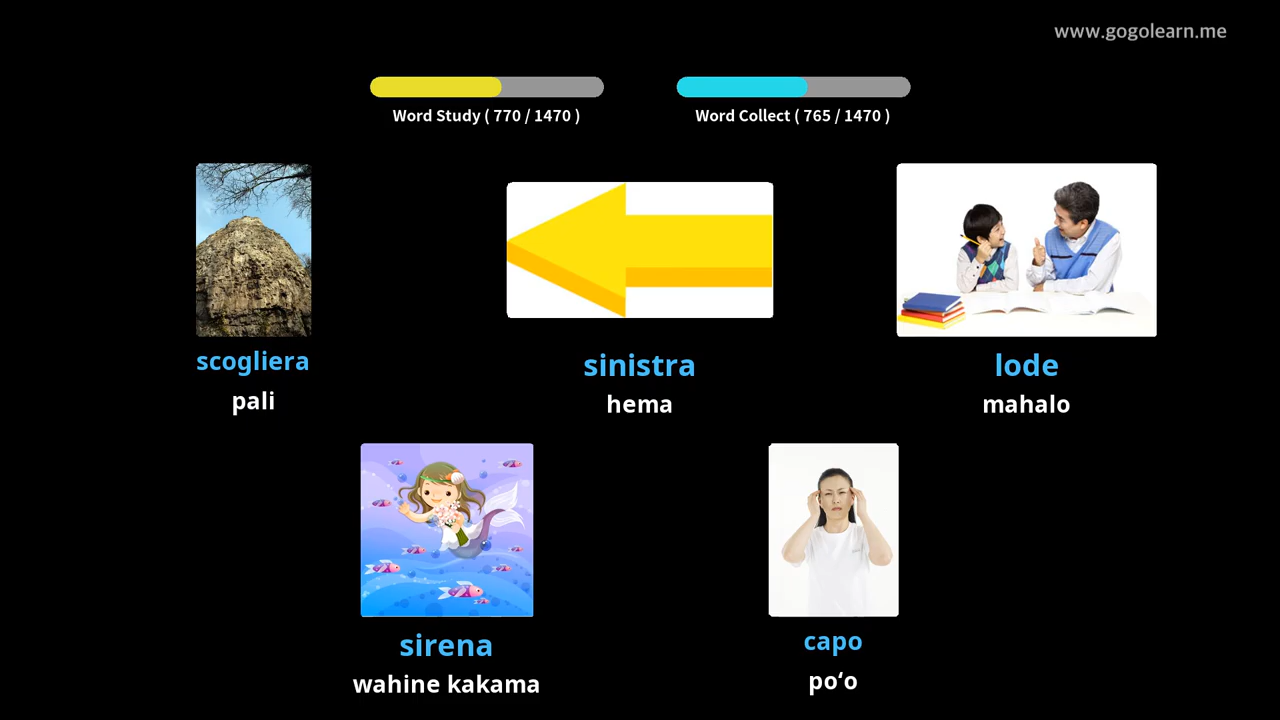 www.gogolearn.me
Word Study ( 770 / 1470 )
Word Collect ( 765 / 1470 )
scogliera
pali
sinistra
hema
lode
mahalo
sirena
wahine kakama
capo
poʻo